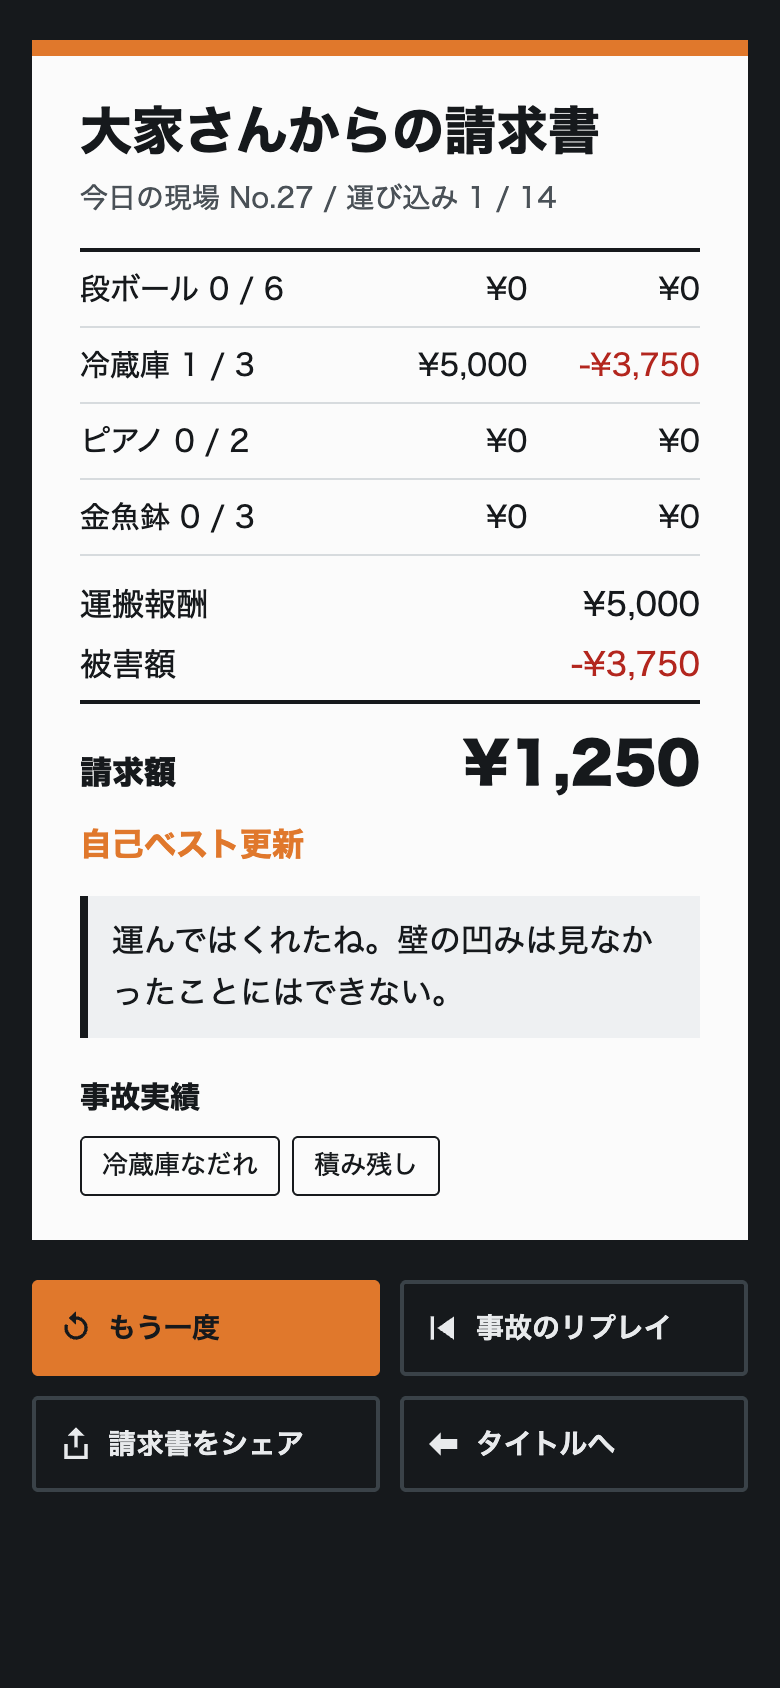 大家さんからの請求書
今日の現場 No.27 / 運び込み 1 / 14
段ボール 0 / 6 ¥0 ¥0
冷蔵庫 1 / 3 ¥5,000 -¥3,750
ピアノ 0 / 2 ¥0 ¥0
金魚鉢 0 / 3 ¥0 ¥0
運搬報酬 ¥5,000
被害額 -¥3,750
請求額 ¥1,250
自己ベスト更新
運んではくれたね。壁の凹みは見なか
ったことにはできない。
事故実績
冷蔵庫なだれ 積み残し
もう一度 事故のリプレイ
請求書をシェア タイトルへ